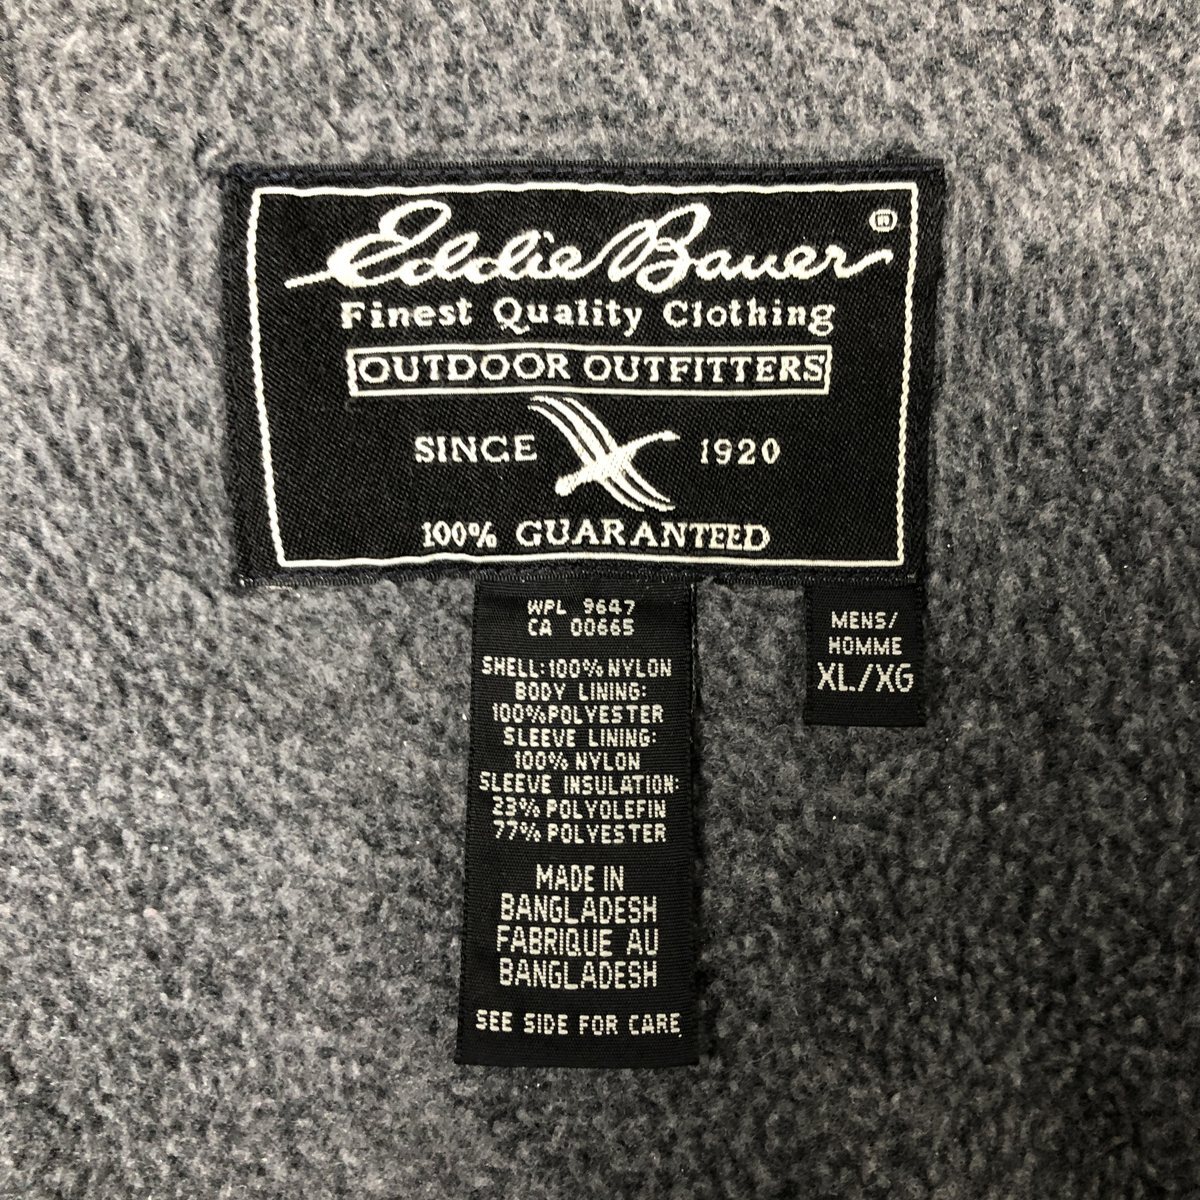 Eddie Bauer ®
Finest Quality Clothing
OUTDOOR OUTFITTERS
SINCE 1920
100% GUARANTEED
WPL 9647
CA 00665
SHELL:100% NYLON
BODY LINING:
100%POLYESTER
SLEEVE LINING:
100% NYLON
SLEEVE INSULATION:
23% POLYOLEFIN
77% POLYESTER
MADE IN
BANGLADESH
FABRIQUE AU
BANGLADESH
SEE SIDE FOR CARE
MENS/
HOMME
XL/XG